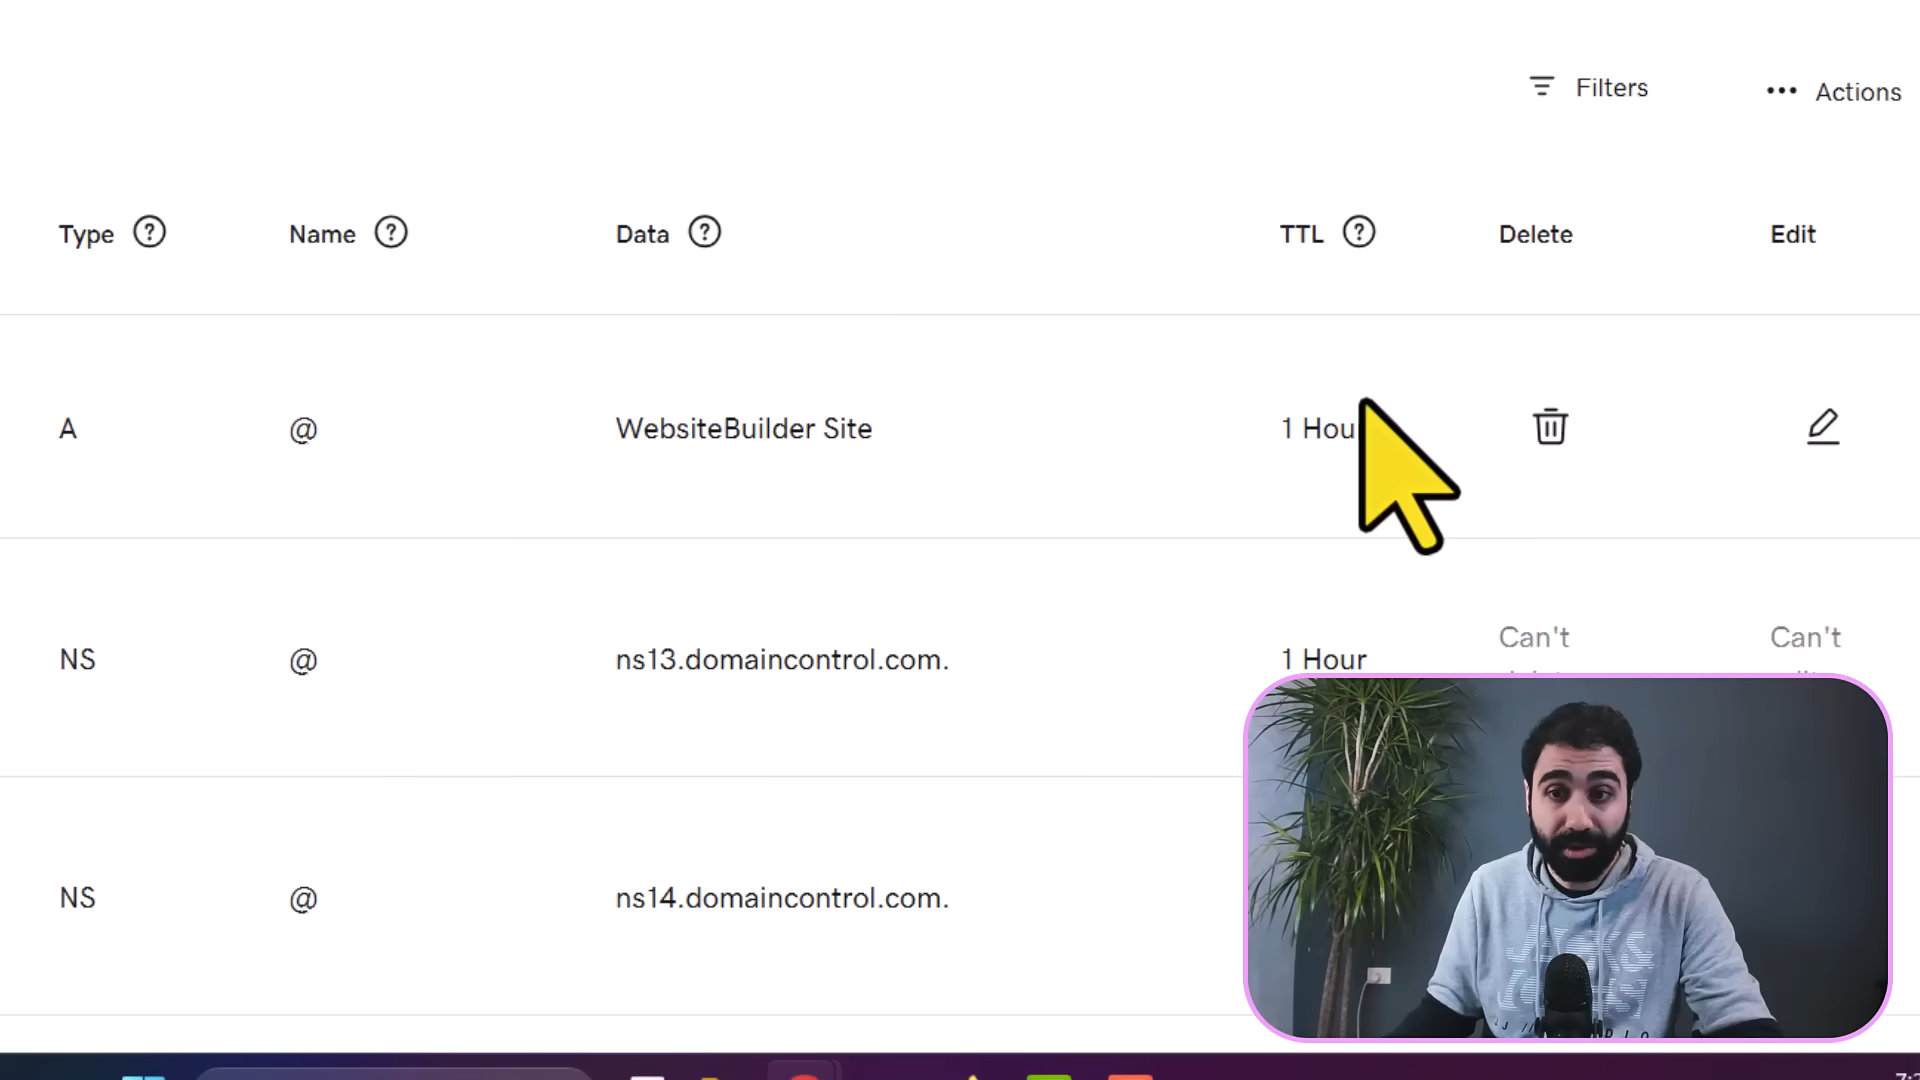 Filters
Actions
Type
Name
Data
TTL
Delete
Edit
A
@
WebsiteBuilder Site
1 Hou
NS
@
ns13.domaincontrol.com.
1 Hour
Can't
Can't
NS
@
ns14.domaincontrol.com.